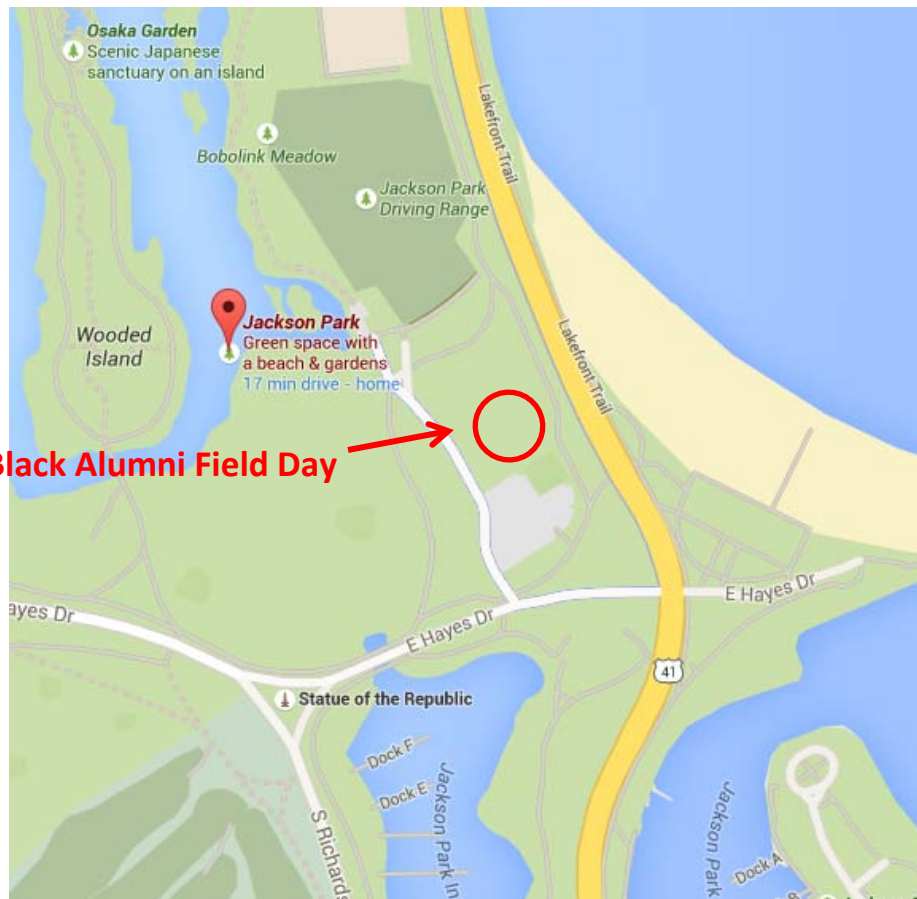 Osaka Garden
Scenic Japanese
sanctuary on an island
Bobolink Meadow
Jackson Park
Driving Range
Lakefront Trail
Wooded
Island
Jackson Park
Green space with
a beach & gardens
17 min drive - home
Lakefront Trail
Black Alumni Field Day
ayes Dr
E Hayes Dr
E Hayes Dr
41
Statue of the Republic
Dock F
Dock E
Jackson Park In
S Richards
Jackson Park
Dock A